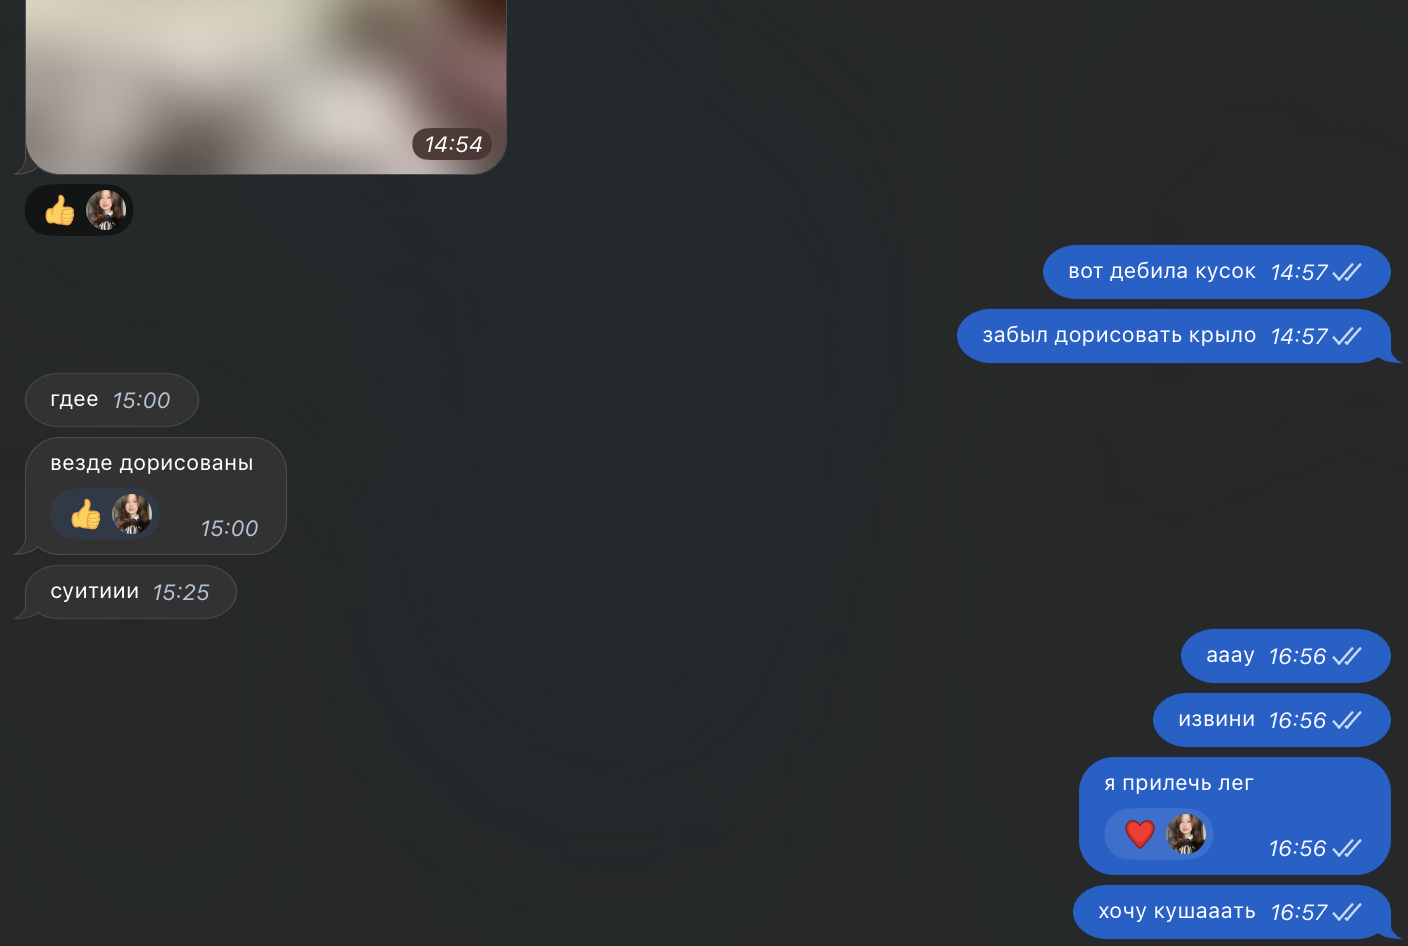 14:54
вот дебила кусок 14:57
забыл дорисовать крыло 14:57
гдее 15:00
везде дорисованы
15:00
суитиии 15:25
ааау 16:56
извини 16:56
я прилечь лег
16:56
хочу кушааать 16:57